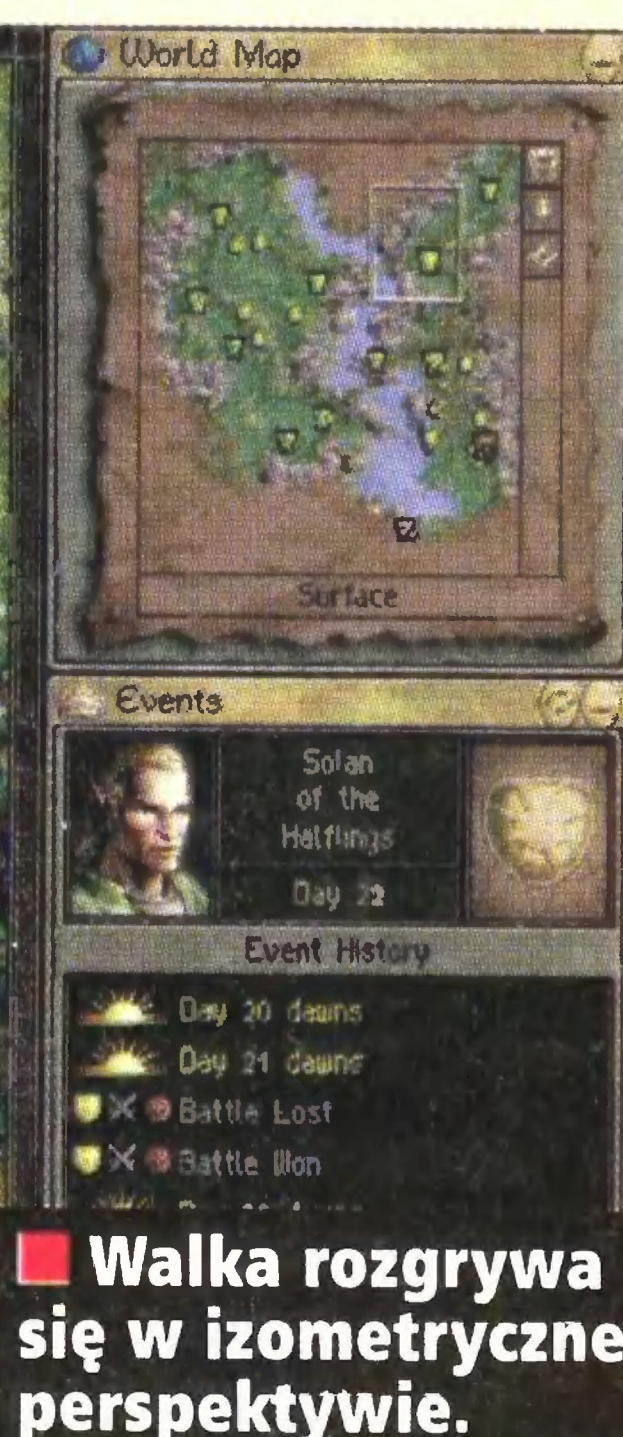 World Map
Surface
Events
Solan
of the
Halflings
Day 22
Event History
Day 20 dawns
Day 21 dawns
Battle Lost
Battle Won
Walka rozgrywa
się w izometryczne
perspektywie.